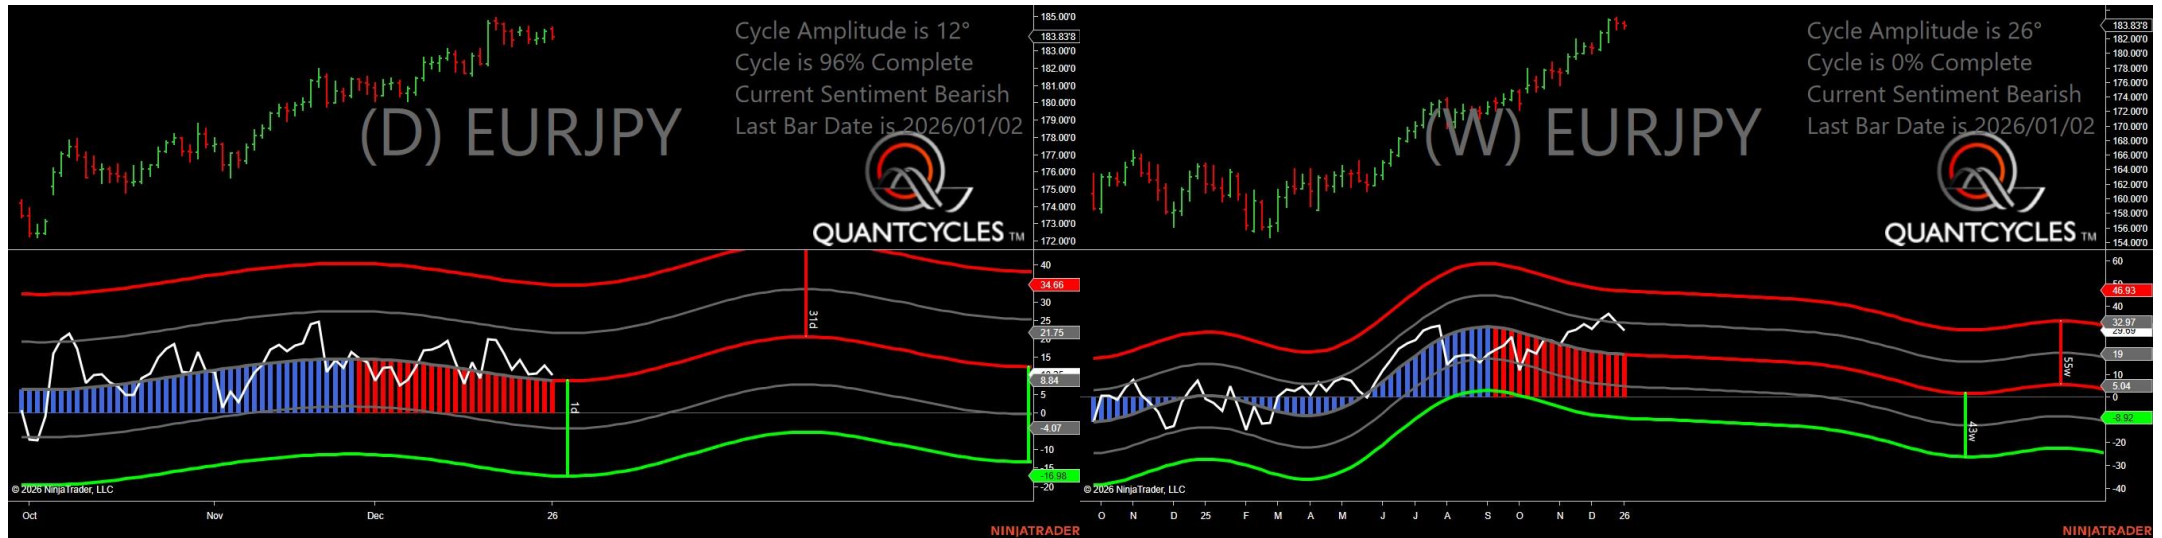 Cycle Amplitude is 12°
Cycle is 96% Complete
Current Sentiment Bearish
Last Bar Date is 2026/01/02
(D) EURJPY
QUANTCYCLES TM
185.00'0
183.83'8
183.00'0
182.00'0
181.00'0
180.00'0
179.00'0
178.00'0
177.00'0
176.00'0
175.00'0
174.00'0
173.00'0
172.00'0
40
34.66
30
25
21.75
15
8.84
5
0
-4.07
-10
-15
-16.98
-20
31d
1d
© 2026 NinjaTrader, LLC
Oct
Nov
Dec
26
NINJATRADER
Cycle Amplitude is 26°
Cycle is 0% Complete
Current Sentiment Bearish
Last Bar Date is 2026/01/02
(W) EURJPY
QUANTCYCLES TM
183.83'8
182.00'0
180.00'0
178.00'0
176.00'0
174.00'0
172.00'0
170.00'0
168.00'0
166.00'0
164.00'0
162.00'0
160.00'0
158.00'0
156.00'0
154.00'0
60
46.93
32.97
29.69
19
10
5.04
0
-8.92
-20
-30
-40
55w
43w
© 2026 NinjaTrader, LLC
O
N
D
25
F
M
A
M
J
J
A
S
O
N
D
26
NINJATRADER